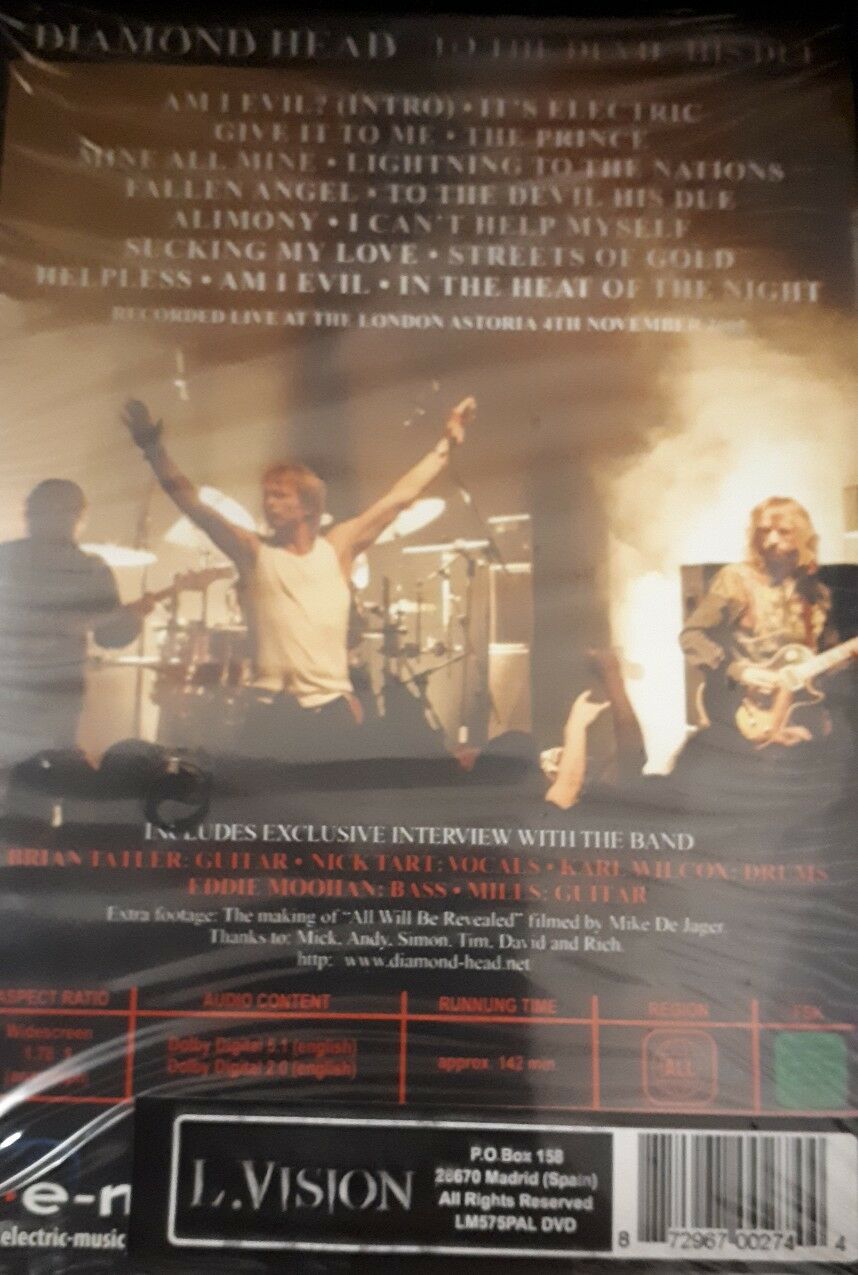 DIAMOND HEAD TO THE DEVIL HIS DUE
AM I EVIL? (INTRO) • IT'S ELECTRIC
GIVE IT TO ME • THE PRINCE
MINE ALL MINE • LIGHTNING TO THE NATIONS
FALLEN ANGEL • TO THE DEVIL HIS DUE
ALIMONY • I CAN'T HELP MYSELF
SUCKING MY LOVE • STREETS OF GOLD
HELPLESS • AM I EVIL • IN THE HEAT OF THE NIGHT
RECORDED LIVE AT THE LONDON ASTORIA 4TH NOVEMBER
INCLUDES EXCLUSIVE INTERVIEW WITH THE BAND
BRIAN TATLER: GUITAR • NICK TART: VOCALS • KARL WILCOX: DRUMS
EDDIE MOOHAN: BASS • MILLS: GUITAR
Extra footage: The making of "All Will Be Revealed" filmed by Mike De Jager
Thanks to: Mick, Andy, Simon, Tim, David and Rich.
http: www.diamond-head.net
ASPECT RATIO AUDIO CONTENT RUNNUNG TIME REGION FSK
Widescreen
Dolby Digital 5.1 (english)
Dolby Digital 2.0 (english)
approx. 142 min
ALL
e-n
electric-music
L.VISION
P.O.Box 158
28670 Madrid (Spain)
All Rights Reserved
LM575PAL DVD
8 72967 00274 4